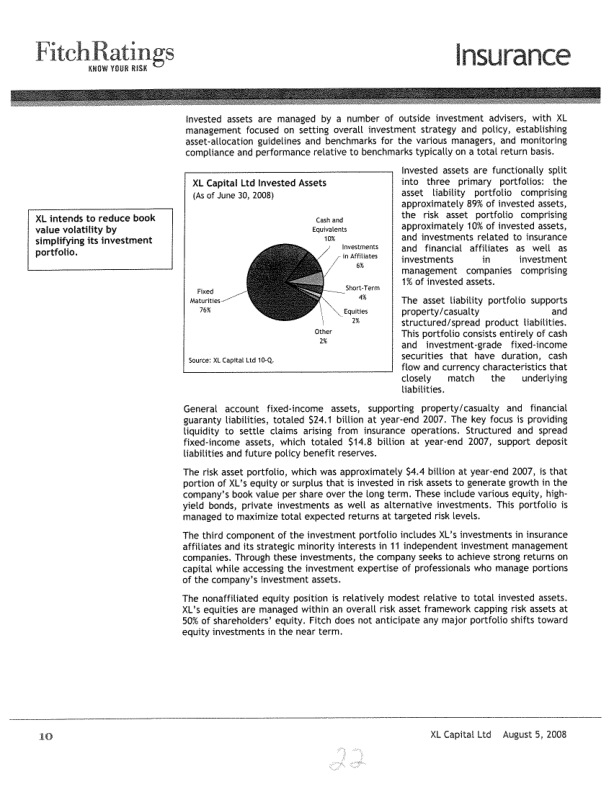 FitchRatings
KNOW YOUR RISK
Insurance
Invested assets are managed by a number of outside investment advisers, with XL
management focused on setting overall investment strategy and policy, establishing
asset-allocation guidelines and benchmarks for the various managers, and monitoring
compliance and performance relative to benchmarks typically on a total return basis.
XL intends to reduce book
value volatility by
simplifying its investment
portfolio.
XL Capital Ltd Invested Assets
(As of June 30, 2008)
Cash and
Equivalents
10%
Investments
in Affiliates
6%
Short-Term
4%
Equities
2%
Other
2%
Fixed
Maturities
76%
Source: XL Capital Ltd 10-Q.
Invested assets are functionally split
into three primary portfolios: the
asset liability portfolio comprising
approximately 89% of invested assets,
the risk asset portfolio comprising
approximately 10% of invested assets,
and investments related to insurance
and financial affiliates as well as
investments in investment
management companies comprising
1% of invested assets.
The asset liability portfolio supports
property/casualty and
structured/spread product liabilities.
This portfolio consists entirely of cash
and investment-grade fixed-income
securities that have duration, cash
flow and currency characteristics that
closely match the underlying
liabilities.
General account fixed-income assets, supporting property/casualty and financial
guaranty liabilities, totaled $24.1 billion at year-end 2007. The key focus is providing
liquidity to settle claims arising from insurance operations. Structured and spread
fixed-income assets, which totaled $14.8 billion at year-end 2007, support deposit
liabilities and future policy benefit reserves.
The risk asset portfolio, which was approximately $4.4 billion at year-end 2007, is that
portion of XL's equity or surplus that is invested in risk assets to generate growth in the
company's book value per share over the long term. These include various equity, high-
yield bonds, private investments as well as alternative investments. This portfolio is
managed to maximize total expected returns at targeted risk levels.
The third component of the investment portfolio includes XL's investments in insurance
affiliates and its strategic minority interests in 11 independent investment management
companies. Through these investments, the company seeks to achieve strong returns on
capital while accessing the investment expertise of professionals who manage portions
of the company's investment assets.
The nonaffiliated equity position is relatively modest relative to total invested assets.
XL's equities are managed within an overall risk asset framework capping risk assets at
50% of shareholders' equity. Fitch does not anticipate any major portfolio shifts toward
equity investments in the near term.
10
XL Capital Ltd August 5, 2008
22